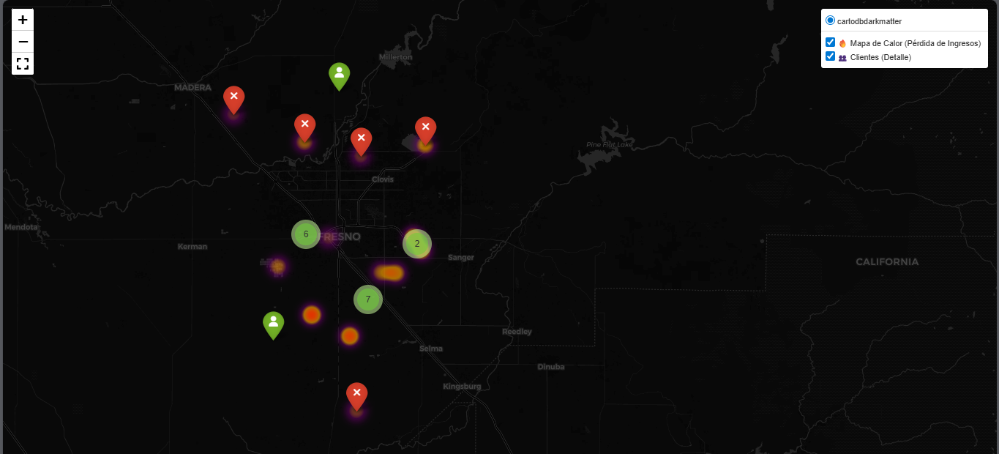 +
−
cartodbdarkmatter
🔥 Mapa de Calor (Pérdida de Ingresos)
👥 Clientes (Detalle)
Millerton
MADERA
Pine Flat Lake
Clovis
Mendota
6
FRESNO
2
Kerman
Sanger
CALIFORNIA
7
Reedley
Selma
Dinuba
Kingsburg